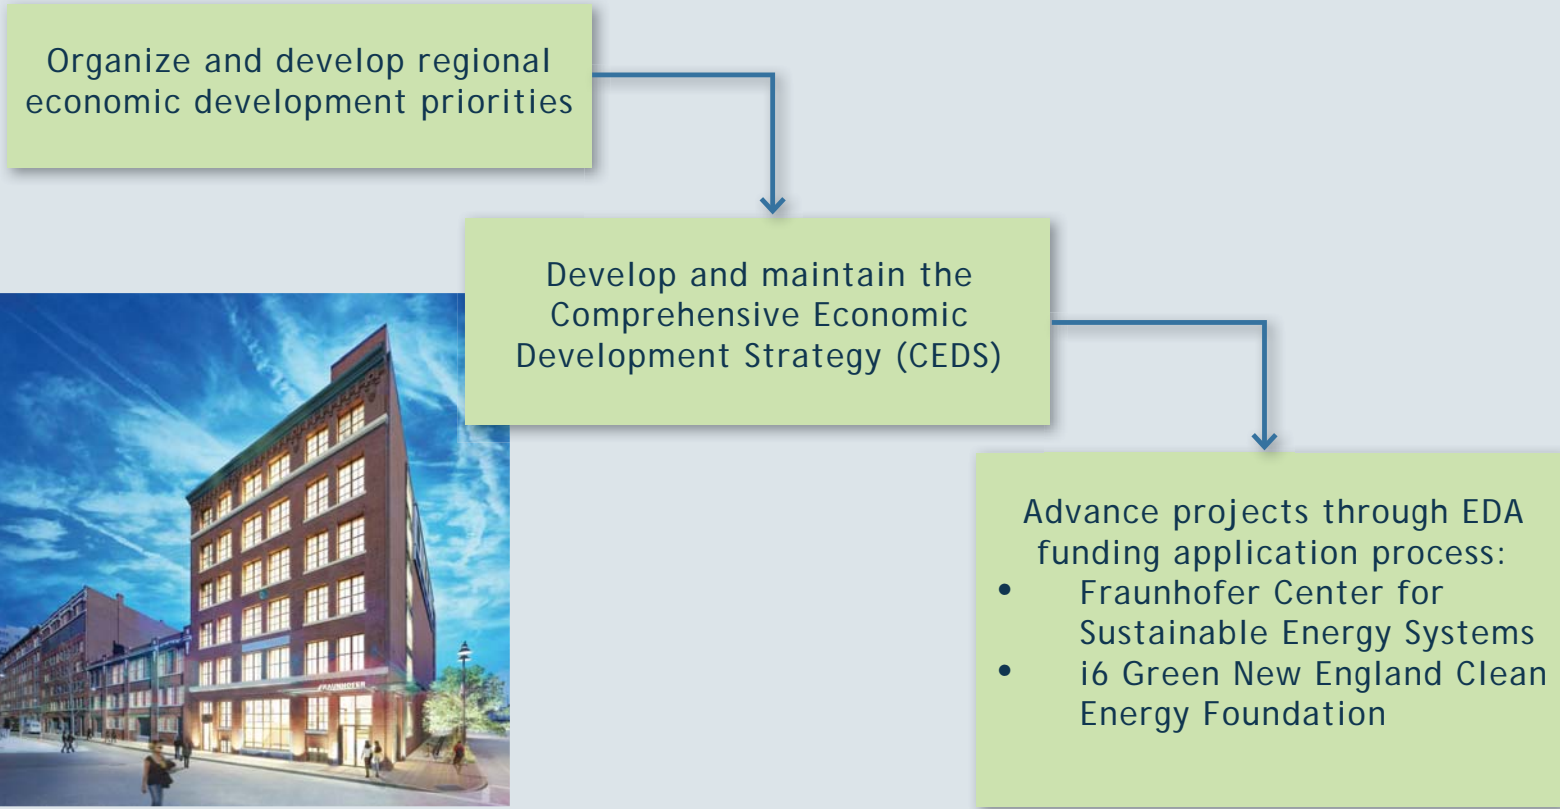 Organize and develop regional
economic development priorities
Develop and maintain the
Comprehensive Economic
Development Strategy (CEDS)
FRAUNHOFER
Advance projects through EDA
funding application process:
• Fraunhofer Center for
Sustainable Energy Systems
• i6 Green New England Clean
Energy Foundation